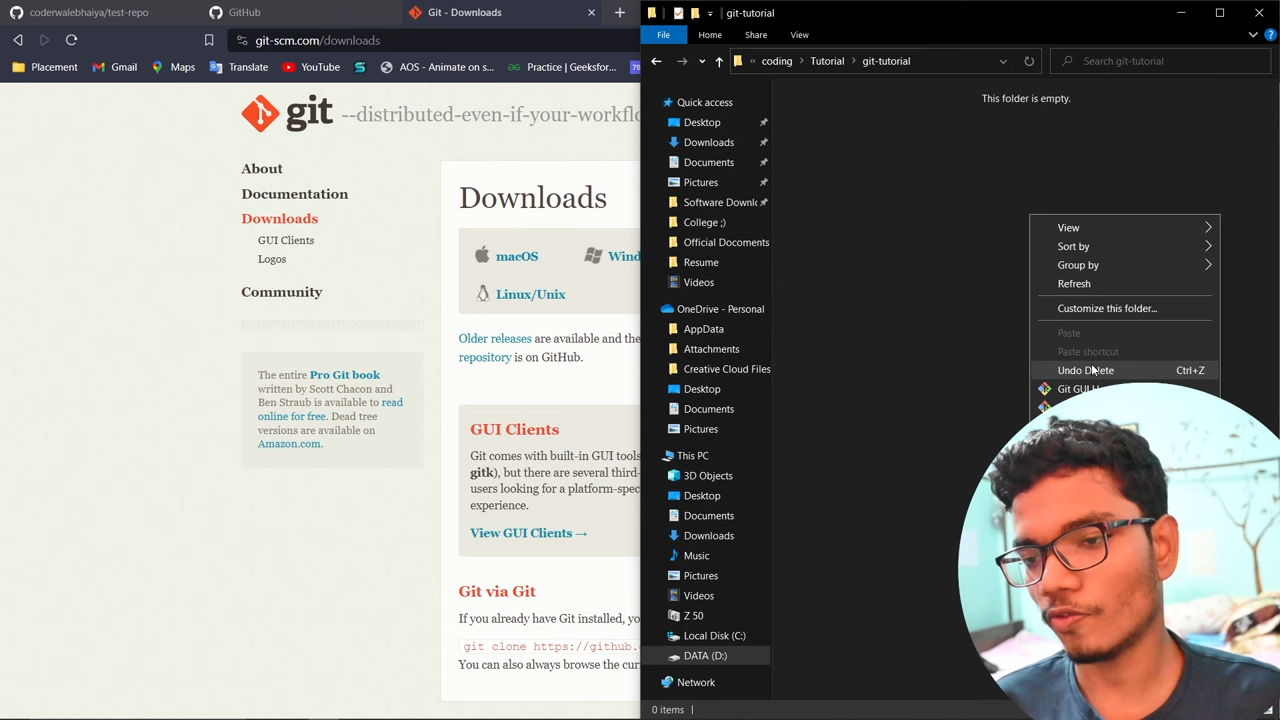 coderwalebhaiya/test-repo
GitHub
Git - Downloads
git-scm.com/downloads
Placement
Gmail
Maps
Translate
YouTube
AOS - Animate on s...
Practice | Geeksfor...
git --distributed-even-if-your-workflo
About
Documentation
Downloads
GUI Clients
Logos
Community
The entire Pro Git book
written by Scott Chacon and
Ben Straub is available to read
online for free. Dead tree
versions are available on
Amazon.com.
Downloads
macOS
Wind
Linux/Unix
Older releases are available and the
repository is on GitHub.
GUI Clients
Git comes with built-in GUI tools
gitk), but there are several third-
users looking for a platform-spec
experience.
View GUI Clients →
Git via Git
If you already have Git installed, yo
git clone https://github.
You can also always browse the cur
git-tutorial
File
Home
Share
View
« coding > Tutorial > git-tutorial
Search git-tutorial
This folder is empty.
Quick access
Desktop
Downloads
Documents
Pictures
Software Downl
College ;)
Official Docoments
Resume
Videos
OneDrive - Personal
AppData
Attachments
Creative Cloud Files
Desktop
Documents
Pictures
This PC
3D Objects
Desktop
Documents
Downloads
Music
Pictures
Videos
Z 50
Local Disk (C:)
DATA (D:)
Network
0 items
View
Sort by
Group by
Refresh
Customize this folder...
Paste
Paste shortcut
Undo Delete Ctrl+Z
Git GUI